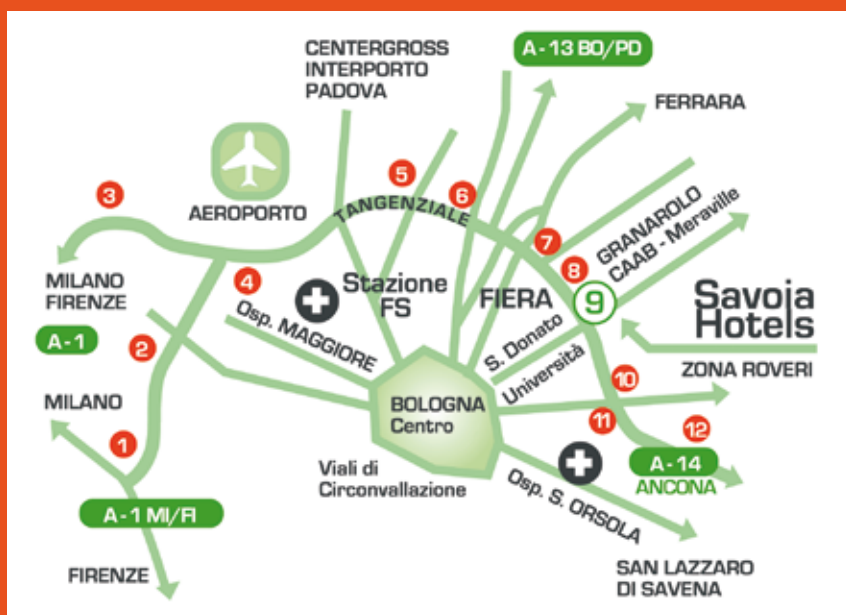 CENTERGROSS
INTERPORTO
PADOVA
A-13 BO/PD
FERRARA
AEROPORTO
3
5
6
TANGENZIALE
7
8
GRANAROLO
CAAB - Meraville
MILANO
FIRENZE
A-1
4
Osp. MAGGIORE
Stazione
FS
FIERA
9
Savoia
Hotels
S. Donato
Università
2
10
ZONA ROVERI
MILANO
1
BOLOGNA
Centro
11
12
A-14
ANCONA
Viali di
Circonvallazione
Osp. S. ORSOLA
A-1 MI/FI
FIRENZE
SAN LAZZARO
DI SAVENA